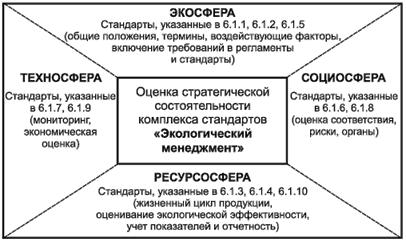 ЭКОСФЕРА
Стандарты, указанные в 6.1.1, 6.1.2, 6.1.5
(общие положения, термины, воздействующие факторы,
включение требований в регламенты
и стандарты)
ТЕХНОСФЕРА
Стандарты, указанные
в 6.1.7, 6.1.9
(мониторинг,
экономическая
оценка)
Оценка стратегической
состоятельности
комплекса стандартов
«Экологический
менеджмент»
СОЦИОСФЕРА
Стандарты, указанные
в 6.1.6, 6.1.8
(оценка соответствия,
риски, органы)
РЕСУРСОСФЕРА
Стандарты, указанные в 6.1.3, 6.1.4, 6.1.10
(жизненный цикл продукции,
оценивание экологической эффективности,
учет показателей и отчетность)